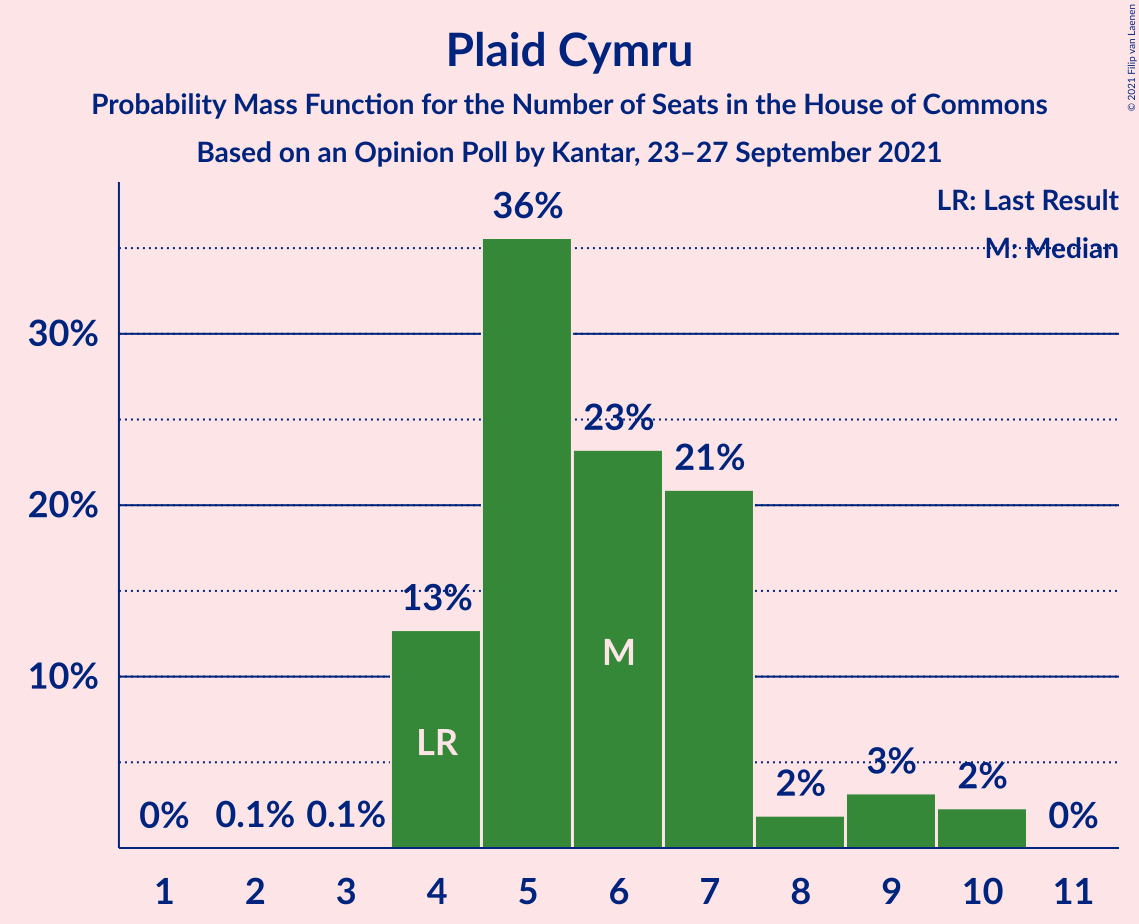 Plaid Cymru
Probability Mass Function for the Number of Seats in the House of Commons
Based on an Opinion Poll by Kantar, 23–27 September 2021
© 2021 Filip van Laenen
LR: Last Result
M: Median
36%
30%
23%
21%
20%
13%
10%
M
LR
0%
0.1%
0.1%
2%
3%
2%
0%
1 2 3 4 5 6 7 8 9 10 11